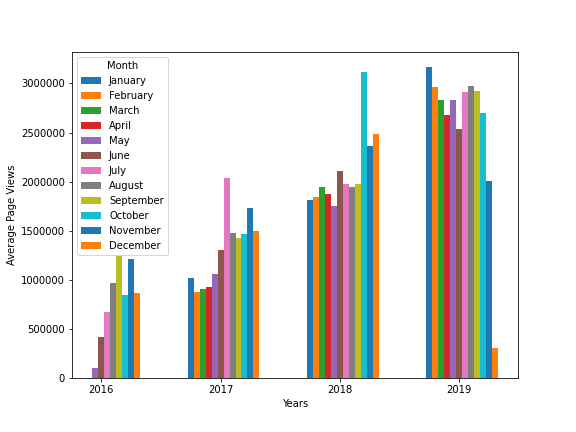 Month
January
February
March
April
May
June
July
August
September
October
November
December
3000000
2500000
2000000
1500000
1000000
500000
0
Average Page Views
2016 2017 2018 2019
Years